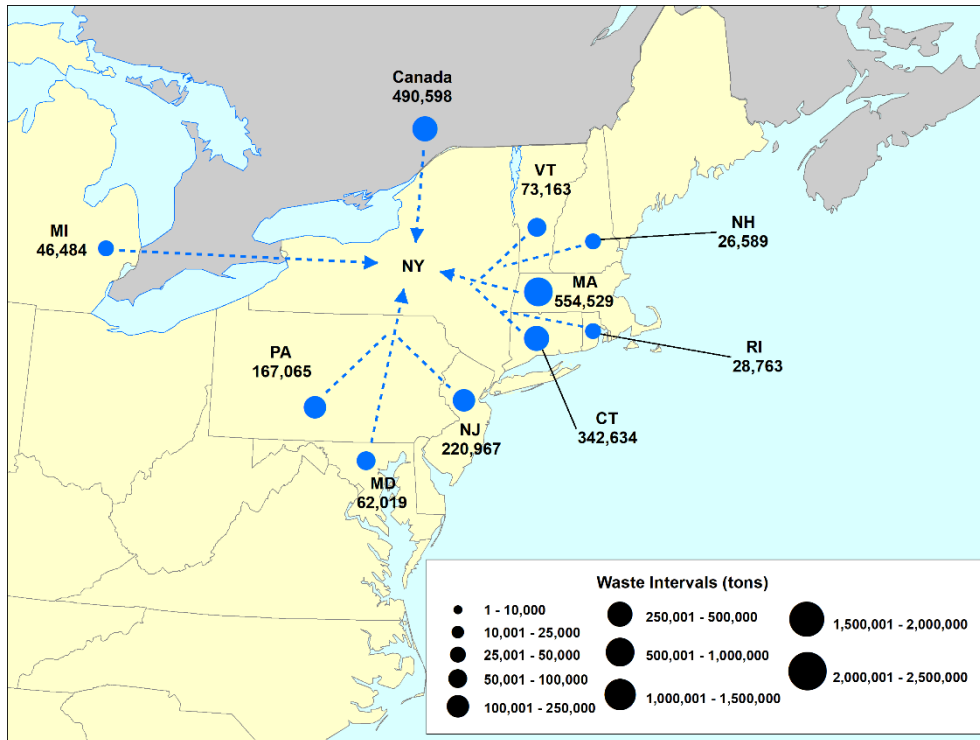 Canada
490,598
VT
73,163
MI
46,484
NH
26,589
NY
MA
554,529
RI
28,763
PA
167,065
CT
342,634
NJ
220,967
MD
62,019
Waste Intervals (tons)
1 - 10,000
10,001 - 25,000
25,001 - 50,000
50,001 - 100,000
100,001 - 250,000
250,001 - 500,000
500,001 - 1,000,000
1,000,001 - 1,500,000
1,500,001 - 2,000,000
2,000,001 - 2,500,000